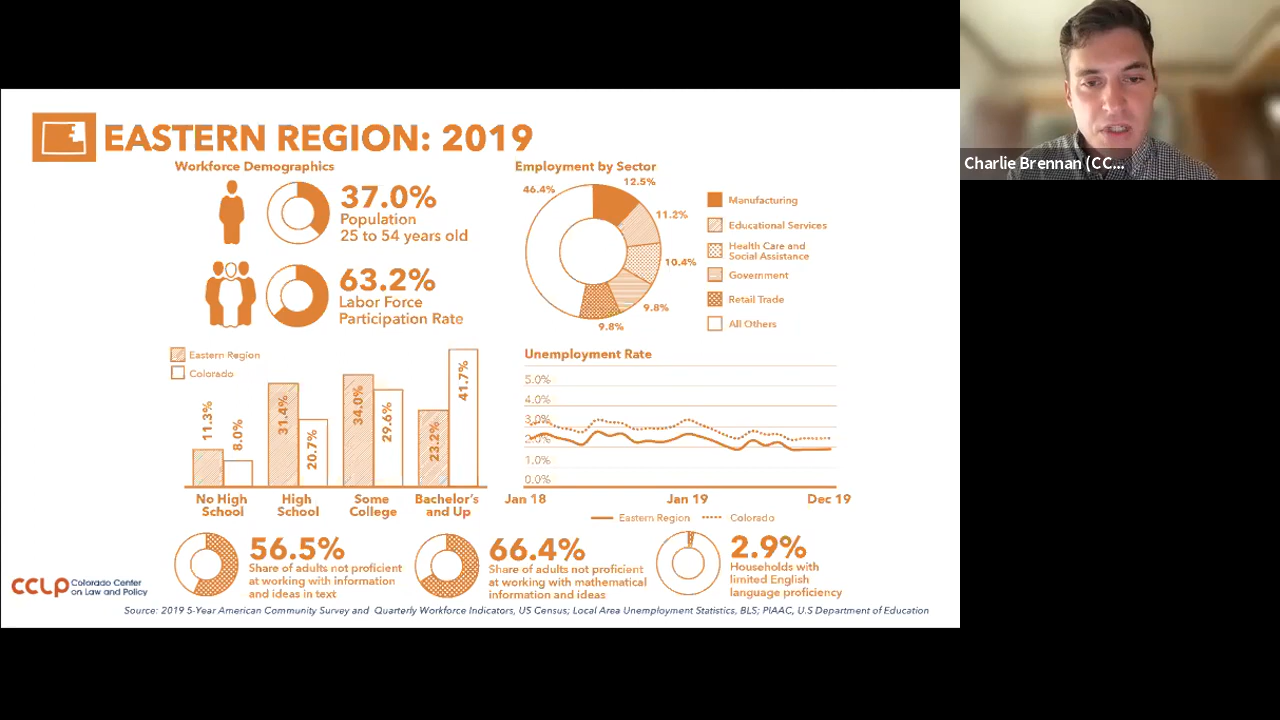 Charlie Brennan (CC...
EASTERN REGION: 2019
Workforce Demographics
37.0%
Population
25 to 54 years old
63.2%
Labor Force
Participation Rate
Employment by Sector
46.4%
12.5%
11.2%
10.4%
9.8%
9.8%
Manufacturing
Educational Services
Health Care and
Social Assistance
Government
Retail Trade
All Others
Eastern Region
Colorado
11.3%
8.0%
31.4%
20.7%
34.0%
29.6%
23.2%
41.7%
No High
School
High
School
Some
College
Bachelor's
and Up
Unemployment Rate
5.0%
4.0%
3.0%
2.0%
1.0%
0.0%
Jan 18
Jan 19
Dec 19
Eastern Region
Colorado
56.5%
Share of adults not proficient
at working with information
and ideas in text
66.4%
Share of adults not proficient
at working with mathematical
information and ideas
2.9%
Households with
limited English
language proficiency
CCLP
Colorado Center
on Law and Policy
Source: 2019 5-Year American Community Survey and Quarterly Workforce Indicators, US Census; Local Area Unemployment Statistics, BLS; PIAAC, U.S Department of Education